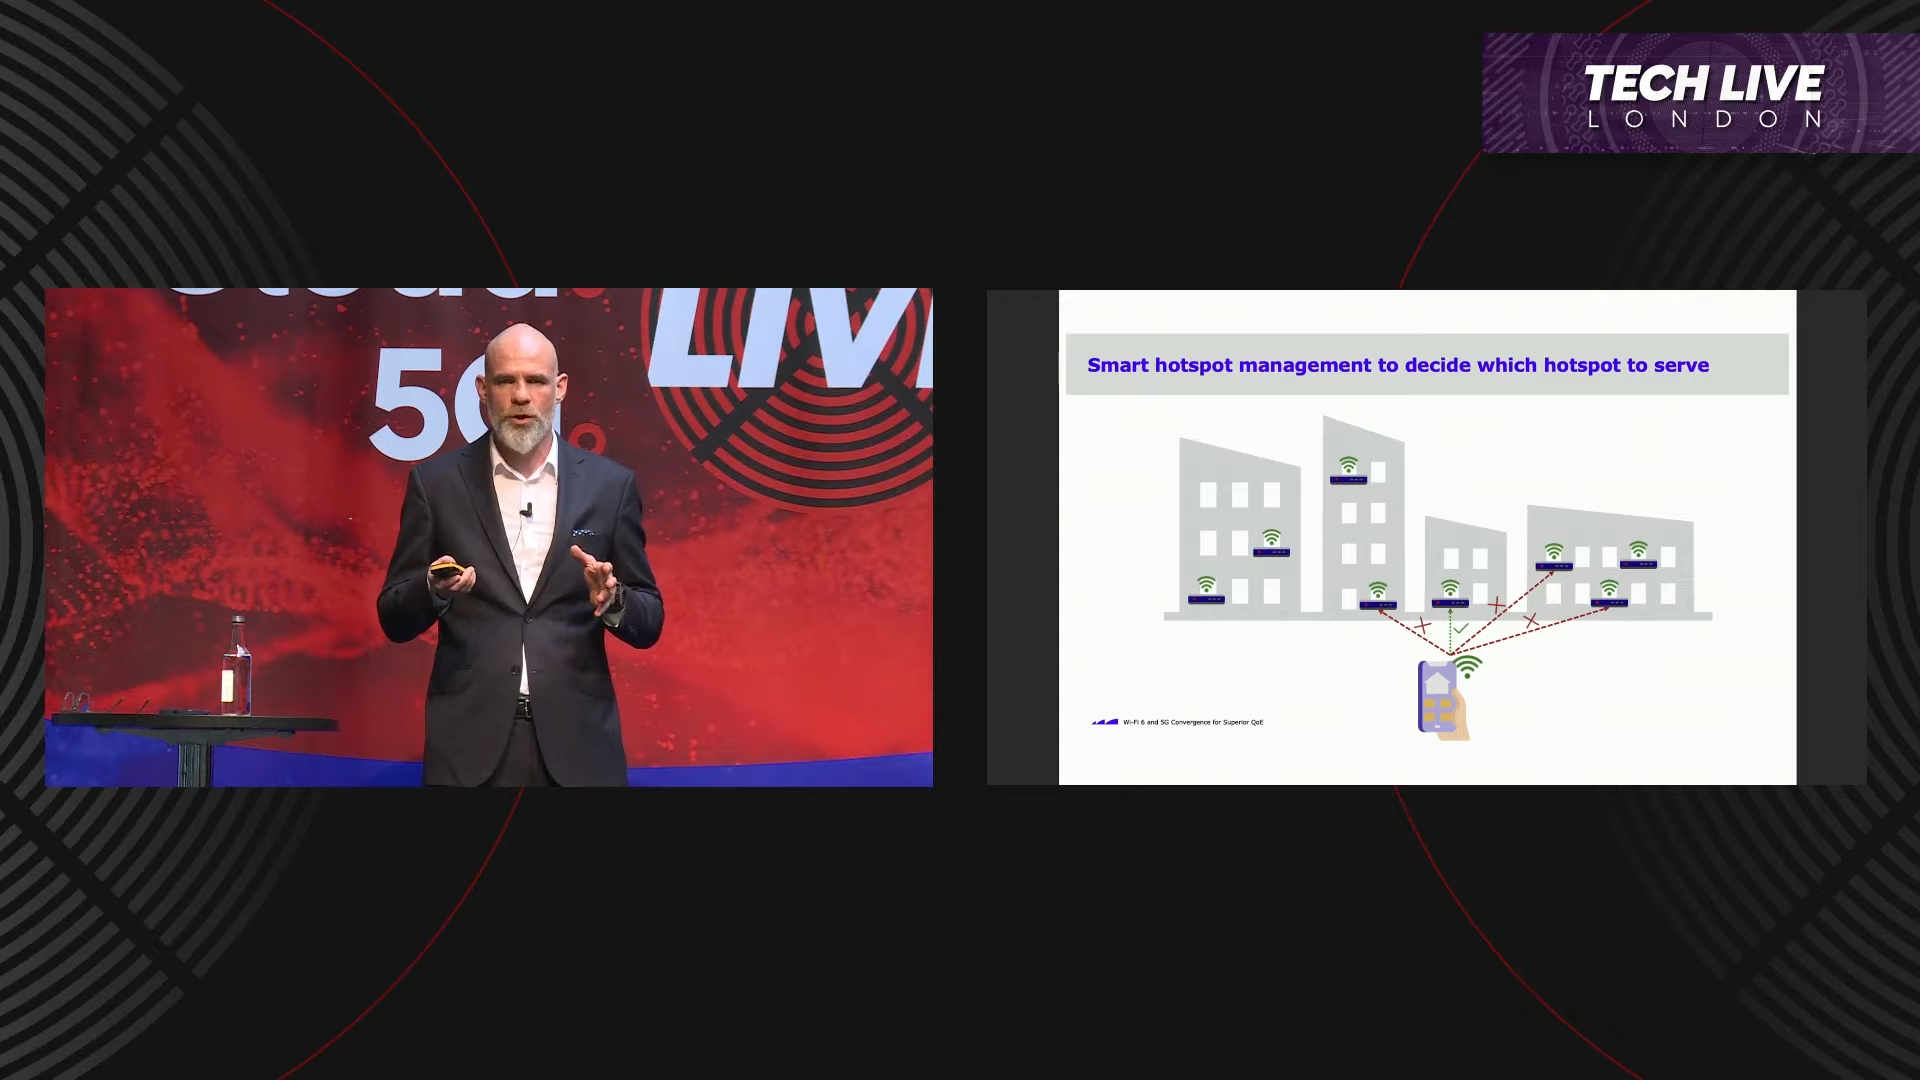 TECH LIVE
LONDON
5G
LIV
Smart hotspot management to decide which hotspot to serve
Wi-Fi 6 and 5G Convergence for Superior QoE